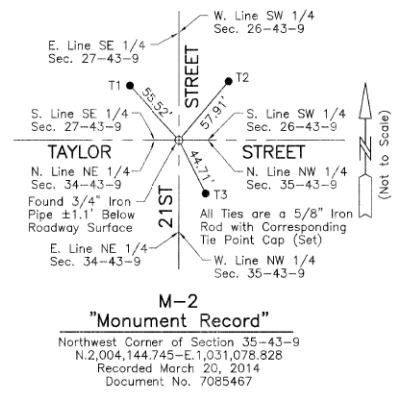 W. Line SW 1/4
Sec. 26-43-9
E. Line SE 1/4
Sec. 27-43-9
STREET
T1
T2
55.52'
57.91'
S. Line SE 1/4
Sec. 27-43-9
S. Line SW 1/4
Sec. 26-43-9
TAYLOR
STREET
44.71'
N
(Not to Scale)
N. Line NE 1/4
Sec. 34-43-9
N. Line NW 1/4
Sec. 35-43-9
T3
Found 3/4" Iron
Pipe ±1.1' Below
Roadway Surface
21ST
All Ties are a 5/8" Iron
Rod with Corresponding
Tie Point Cap (Set)
E. Line NE 1/4
Sec. 34-43-9
W. Line NW 1/4
Sec. 35-43-9
M-2
"Monument Record"
Northwest Corner of Section 35-43-9
N.2,004,144.745-E.1,031,078.828
Recorded March 20, 2014
Document No. 7085467